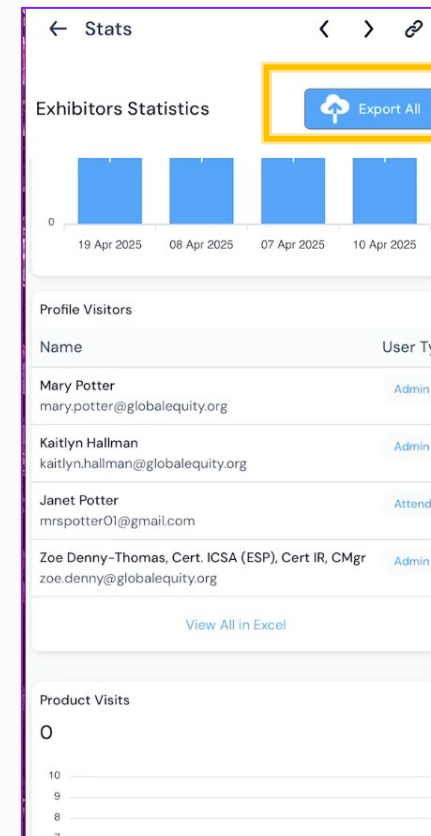 Stats
Exhibitors Statistics
Export All
0
19 Apr 2025 08 Apr 2025 07 Apr 2025 10 Apr 2025
Profile Visitors
Name User Ty
Mary Potter Admin
mary.potter@globalequity.org
Kaitlyn Hallman Admin
kaitlyn.hallman@globalequity.org
Janet Potter Attend
mrspotter01@gmail.com
Zoe Denny-Thomas, Cert. ICSA (ESP), Cert IR, CMgr Admin
zoe.denny@globalequity.org
View All in Excel
Product Visits
0
10
9
8